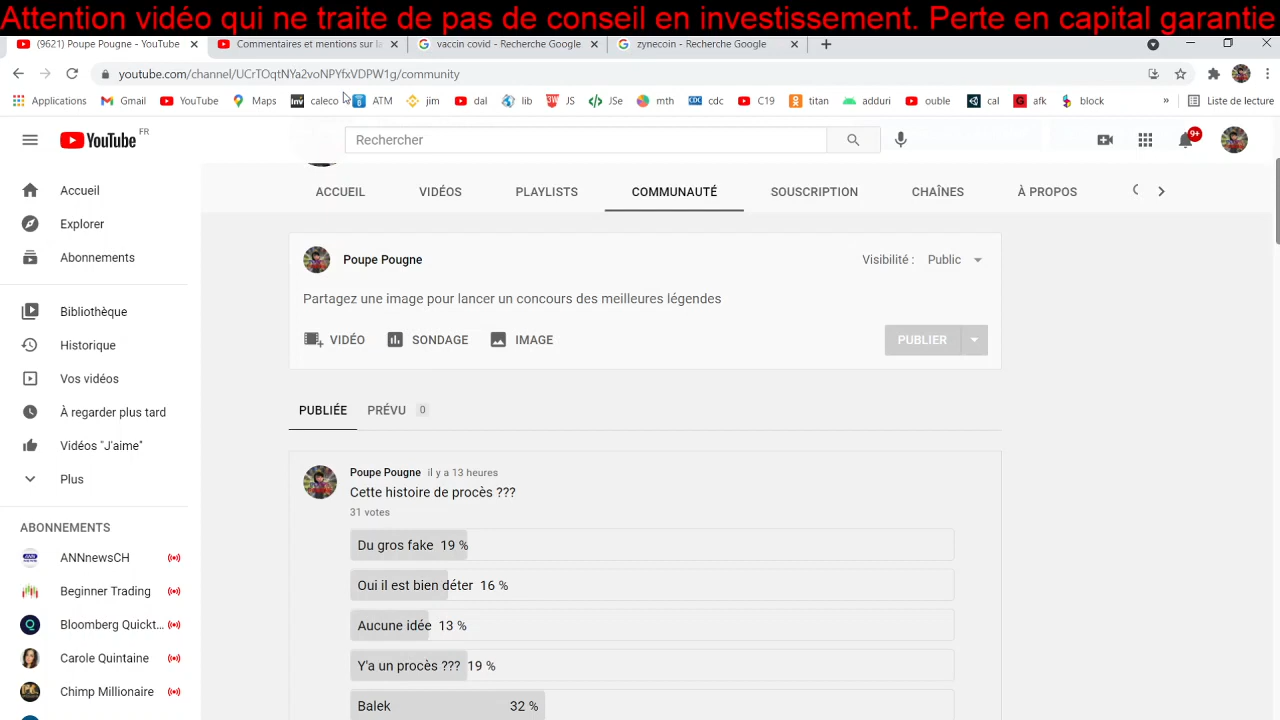 Attention vidéo qui ne traite de pas de conseil en investissement. Perte en capital garantie
(9621) Poupe Pougne - YouTube
Commentaires et mentions sur la
vaccin covid - Recherche Google
zynecoin - Recherche Google
youtube.com/channel/UCrTOqtNYa2voNPYfxVDPW1g/community
Applications
Gmail
YouTube
Maps
caleco
ATM
jim
dal
lib
JS
JSe
mth
cdc
C19
titan
adduri
ouble
cal
afk
block
»
Liste de lecture
YouTube FR
Rechercher
9+
Accueil
Explorer
Abonnements
Bibliothèque
Historique
Vos vidéos
À regarder plus tard
Vidéos "J'aime"
Plus
ABONNEMENTS
ANNnewsCH
Beginner Trading
Bloomberg Quickt...
Carole Quintaine
Chimp Millionaire
ACCUEIL
VIDÉOS
PLAYLISTS
COMMUNAUTÉ
SOUSCRIPTION
CHAÎNES
À PROPOS
Poupe Pougne
Visibilité : Public
Partagez une image pour lancer un concours des meilleures légendes
VIDÉO
SONDAGE
IMAGE
PUBLIER
PUBLIÉE
PRÉVU 0
Poupe Pougne il y a 13 heures
Cette histoire de procès ???
31 votes
Du gros fake 19 %
Oui il est bien déter 16 %
Aucune idée 13 %
Y'a un procès ??? 19 %
Balek 32 %